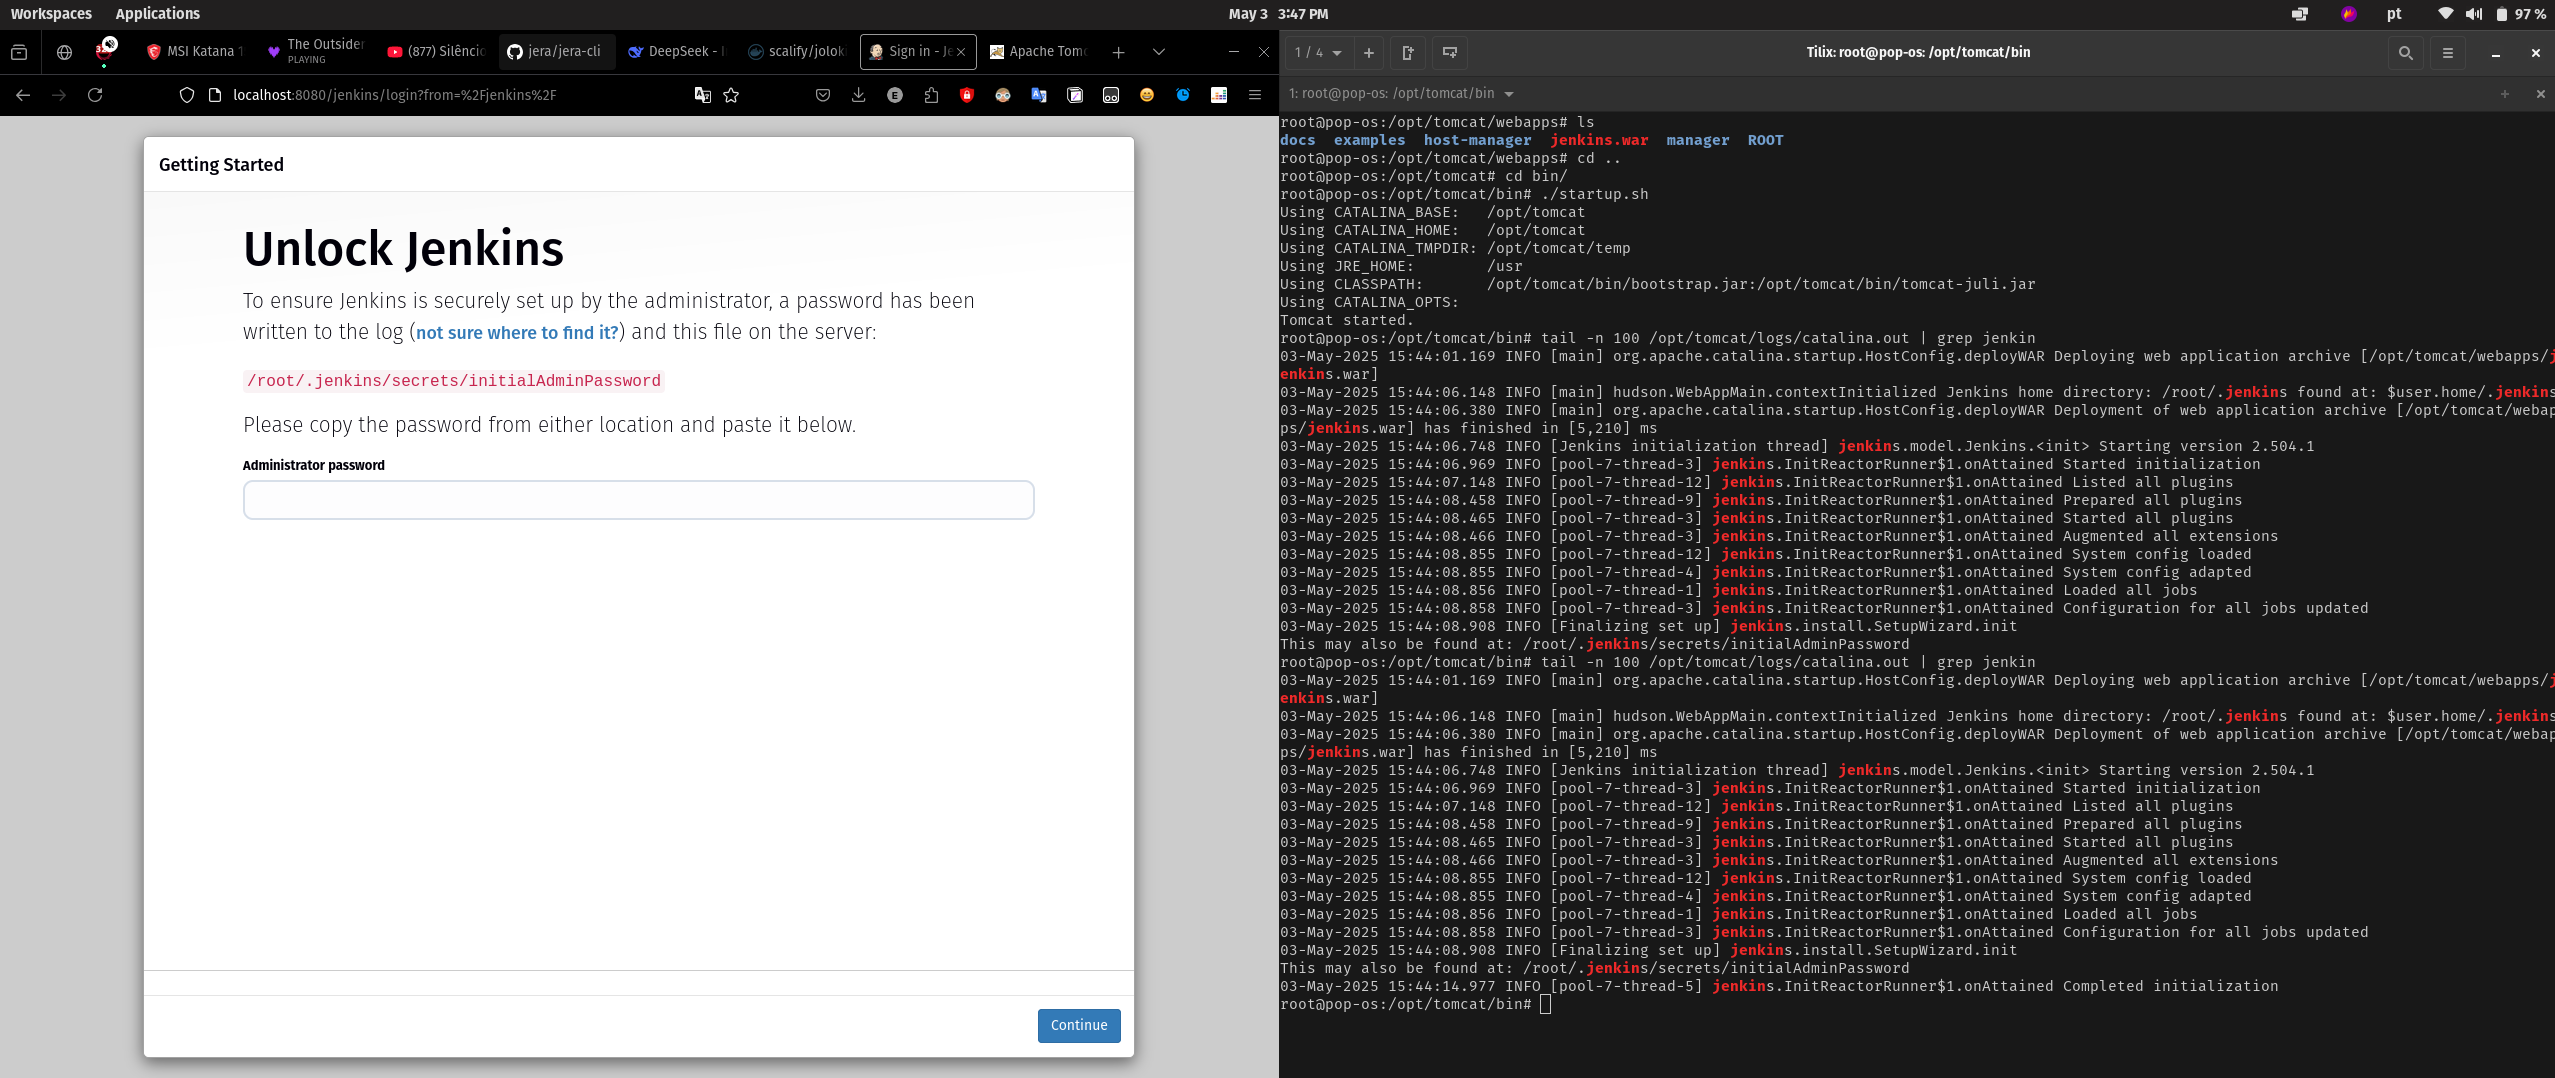 Workspaces Applications May 3 3:47 PM pt 97 %
MSI Katana 1 The Outsider PLAYING (877) Silêncio jera/jera-cli DeepSeek - I scalify/joloki Sign in - Je Apache Tomc
localhost:8080/jenkins/login?from=%2Fjenkins%2F
Getting Started
Unlock Jenkins
To ensure Jenkins is securely set up by the administrator, a password has been
written to the log (not sure where to find it?) and this file on the server:
/root/.jenkins/secrets/initialAdminPassword
Please copy the password from either location and paste it below.
Administrator password
Continue
1 / 4 Tilix: root@pop-os: /opt/tomcat/bin
1: root@pop-os: /opt/tomcat/bin
root@pop-os:/opt/tomcat/webapps# ls
docs examples host-manager jenkins.war manager ROOT
root@pop-os:/opt/tomcat/webapps# cd ..
root@pop-os:/opt/tomcat# cd bin/
root@pop-os:/opt/tomcat/bin# ./startup.sh
Using CATALINA_BASE: /opt/tomcat
Using CATALINA_HOME: /opt/tomcat
Using CATALINA_TMPDIR: /opt/tomcat/temp
Using JRE_HOME: /usr
Using CLASSPATH: /opt/tomcat/bin/bootstrap.jar:/opt/tomcat/bin/tomcat-juli.jar
Using CATALINA_OPTS:
Tomcat started.
root@pop-os:/opt/tomcat/bin# tail -n 100 /opt/tomcat/logs/catalina.out | grep jenkin
03-May-2025 15:44:01.169 INFO [main] org.apache.catalina.startup.HostConfig.deployWAR Deploying web application archive [/opt/tomcat/webapps/j
enkins.war]
03-May-2025 15:44:06.148 INFO [main] hudson.WebAppMain.contextInitialized Jenkins home directory: /root/.jenkins found at: $user.home/.jenkins
03-May-2025 15:44:06.380 INFO [main] org.apache.catalina.startup.HostConfig.deployWAR Deployment of web application archive [/opt/tomcat/webap
ps/jenkins.war] has finished in [5,210] ms
03-May-2025 15:44:06.748 INFO [Jenkins initialization thread] jenkins.model.Jenkins.<init> Starting version 2.504.1
03-May-2025 15:44:06.969 INFO [pool-7-thread-3] jenkins.InitReactorRunner$1.onAttained Started initialization
03-May-2025 15:44:07.148 INFO [pool-7-thread-12] jenkins.InitReactorRunner$1.onAttained Listed all plugins
03-May-2025 15:44:08.458 INFO [pool-7-thread-9] jenkins.InitReactorRunner$1.onAttained Prepared all plugins
03-May-2025 15:44:08.465 INFO [pool-7-thread-3] jenkins.InitReactorRunner$1.onAttained Started all plugins
03-May-2025 15:44:08.466 INFO [pool-7-thread-3] jenkins.InitReactorRunner$1.onAttained Augmented all extensions
03-May-2025 15:44:08.855 INFO [pool-7-thread-12] jenkins.InitReactorRunner$1.onAttained System config loaded
03-May-2025 15:44:08.855 INFO [pool-7-thread-4] jenkins.InitReactorRunner$1.onAttained System config adapted
03-May-2025 15:44:08.856 INFO [pool-7-thread-1] jenkins.InitReactorRunner$1.onAttained Loaded all jobs
03-May-2025 15:44:08.858 INFO [pool-7-thread-3] jenkins.InitReactorRunner$1.onAttained Configuration for all jobs updated
03-May-2025 15:44:08.908 INFO [Finalizing set up] jenkins.install.SetupWizard.init
This may also be found at: /root/.jenkins/secrets/initialAdminPassword
root@pop-os:/opt/tomcat/bin# tail -n 100 /opt/tomcat/logs/catalina.out | grep jenkin
03-May-2025 15:44:01.169 INFO [main] org.apache.catalina.startup.HostConfig.deployWAR Deploying web application archive [/opt/tomcat/webapps/j
enkins.war]
03-May-2025 15:44:06.148 INFO [main] hudson.WebAppMain.contextInitialized Jenkins home directory: /root/.jenkins found at: $user.home/.jenkins
03-May-2025 15:44:06.380 INFO [main] org.apache.catalina.startup.HostConfig.deployWAR Deployment of web application archive [/opt/tomcat/webap
ps/jenkins.war] has finished in [5,210] ms
03-May-2025 15:44:06.748 INFO [Jenkins initialization thread] jenkins.model.Jenkins.<init> Starting version 2.504.1
03-May-2025 15:44:06.969 INFO [pool-7-thread-3] jenkins.InitReactorRunner$1.onAttained Started initialization
03-May-2025 15:44:07.148 INFO [pool-7-thread-12] jenkins.InitReactorRunner$1.onAttained Listed all plugins
03-May-2025 15:44:08.458 INFO [pool-7-thread-9] jenkins.InitReactorRunner$1.onAttained Prepared all plugins
03-May-2025 15:44:08.465 INFO [pool-7-thread-3] jenkins.InitReactorRunner$1.onAttained Started all plugins
03-May-2025 15:44:08.466 INFO [pool-7-thread-3] jenkins.InitReactorRunner$1.onAttained Augmented all extensions
03-May-2025 15:44:08.855 INFO [pool-7-thread-12] jenkins.InitReactorRunner$1.onAttained System config loaded
03-May-2025 15:44:08.855 INFO [pool-7-thread-4] jenkins.InitReactorRunner$1.onAttained System config adapted
03-May-2025 15:44:08.856 INFO [pool-7-thread-1] jenkins.InitReactorRunner$1.onAttained Loaded all jobs
03-May-2025 15:44:08.858 INFO [pool-7-thread-3] jenkins.InitReactorRunner$1.onAttained Configuration for all jobs updated
03-May-2025 15:44:08.908 INFO [Finalizing set up] jenkins.install.SetupWizard.init
This may also be found at: /root/.jenkins/secrets/initialAdminPassword
03-May-2025 15:44:14.977 INFO [pool-7-thread-5] jenkins.InitReactorRunner$1.onAttained Completed initialization
root@pop-os:/opt/tomcat/bin#